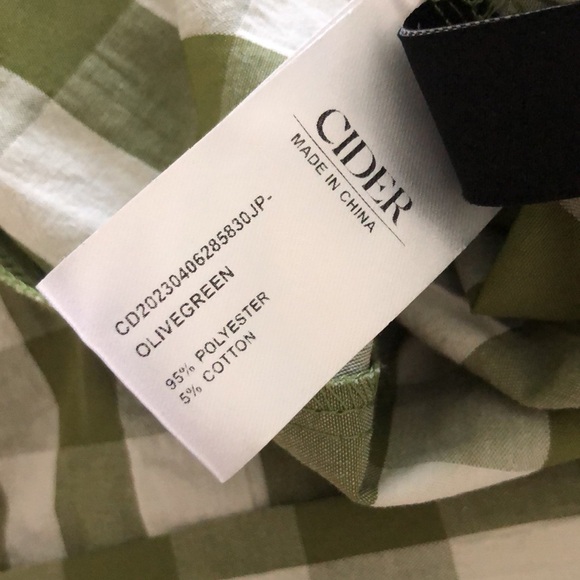 CIDER
MADE IN CHINA
CD20230406285830JP-
OLIVEGREEN
95% POLYESTER
5% COTTON